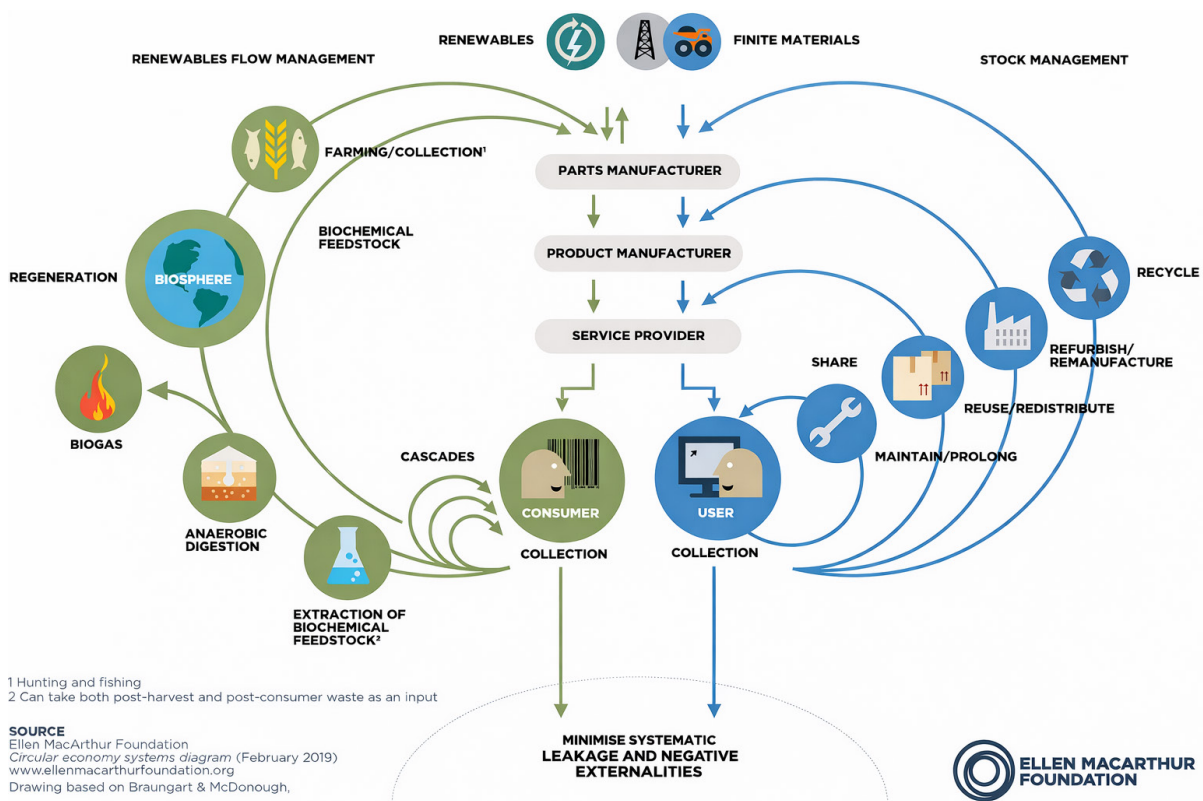 RENEWABLES
FINITE MATERIALS
RENEWABLES FLOW MANAGEMENT
STOCK MANAGEMENT
FARMING/COLLECTION¹
PARTS MANUFACTURER
BIOCHEMICAL
FEEDSTOCK
PRODUCT MANUFACTURER
REGENERATION
BIOSPHERE
RECYCLE
SERVICE PROVIDER
SHARE
REFURBISH/
REMANUFACTURE
REUSE/REDISTRIBUTE
BIOGAS
CASCADES
MAINTAIN/PROLONG
CONSUMER
USER
ANAEROBIC
DIGESTION
COLLECTION
COLLECTION
EXTRACTION OF
BIOCHEMICAL
FEEDSTOCK²
1 Hunting and fishing
2 Can take both post-harvest and post-consumer waste as an input
SOURCE
Ellen MacArthur Foundation
Circular economy systems diagram (February 2019)
www.ellenmacarthurfoundation.org
Drawing based on Braungart & McDonough,
MINIMISE SYSTEMATIC
LEAKAGE AND NEGATIVE
EXTERNALITIES
ELLEN MACARTHUR
FOUNDATION